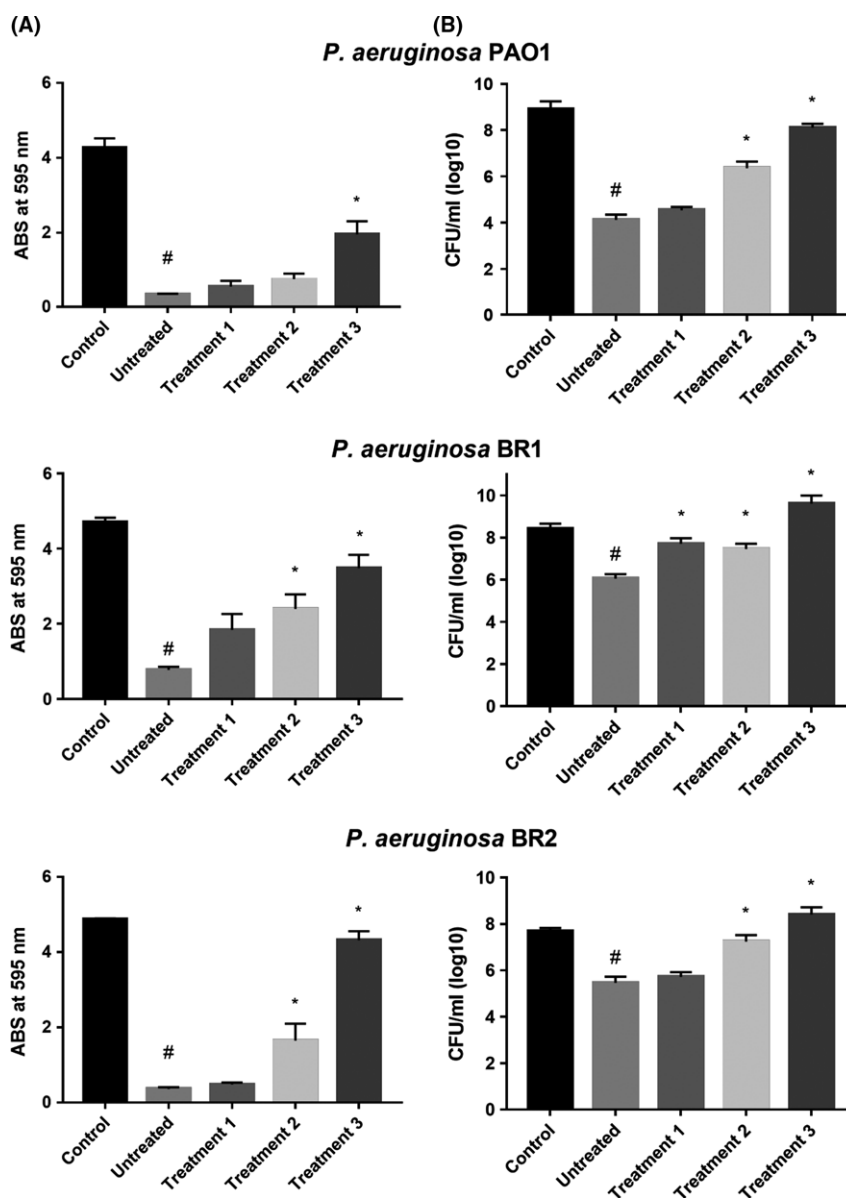 (A)
(B)
P. aeruginosa PAO1
6
4
2
0
ABS at 595 nm
#
*
Control
Untreated
Treatment 1
Treatment 2
Treatment 3
10
8
6
4
2
0
CFU/ml (log10)
#
*
*
Control
Untreated
Treatment 1
Treatment 2
Treatment 3
P. aeruginosa BR1
6
4
2
0
ABS at 595 nm
#
*
*
Control
Untreated
Treatment 1
Treatment 2
Treatment 3
10
8
6
4
2
0
CFU/ml (log10)
#
*
*
*
Control
Untreated
Treatment 1
Treatment 2
Treatment 3
P. aeruginosa BR2
6
4
2
0
ABS at 595 nm
#
*
*
Control
Untreated
Treatment 1
Treatment 2
Treatment 3
10
8
6
4
2
0
CFU/ml (log10)
#
*
*
Control
Untreated
Treatment 1
Treatment 2
Treatment 3